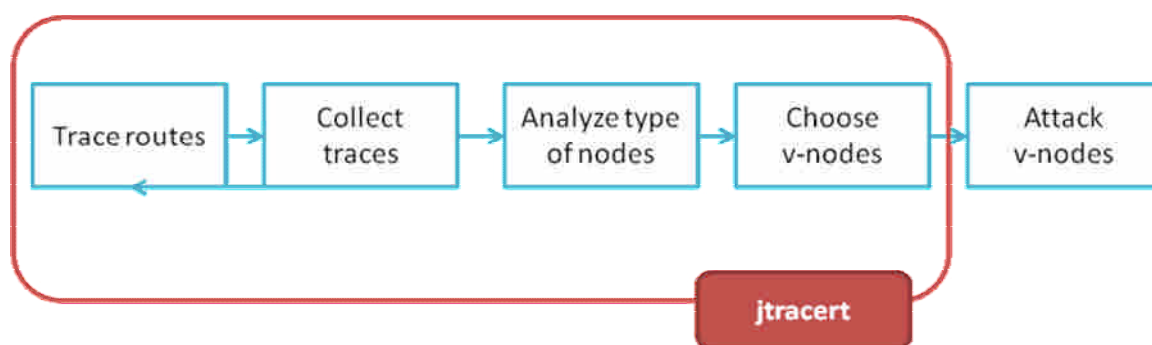 Trace routes
Collect
traces
Analyze type
of nodes
Choose
v-nodes
Attack
v-nodes
jtracert